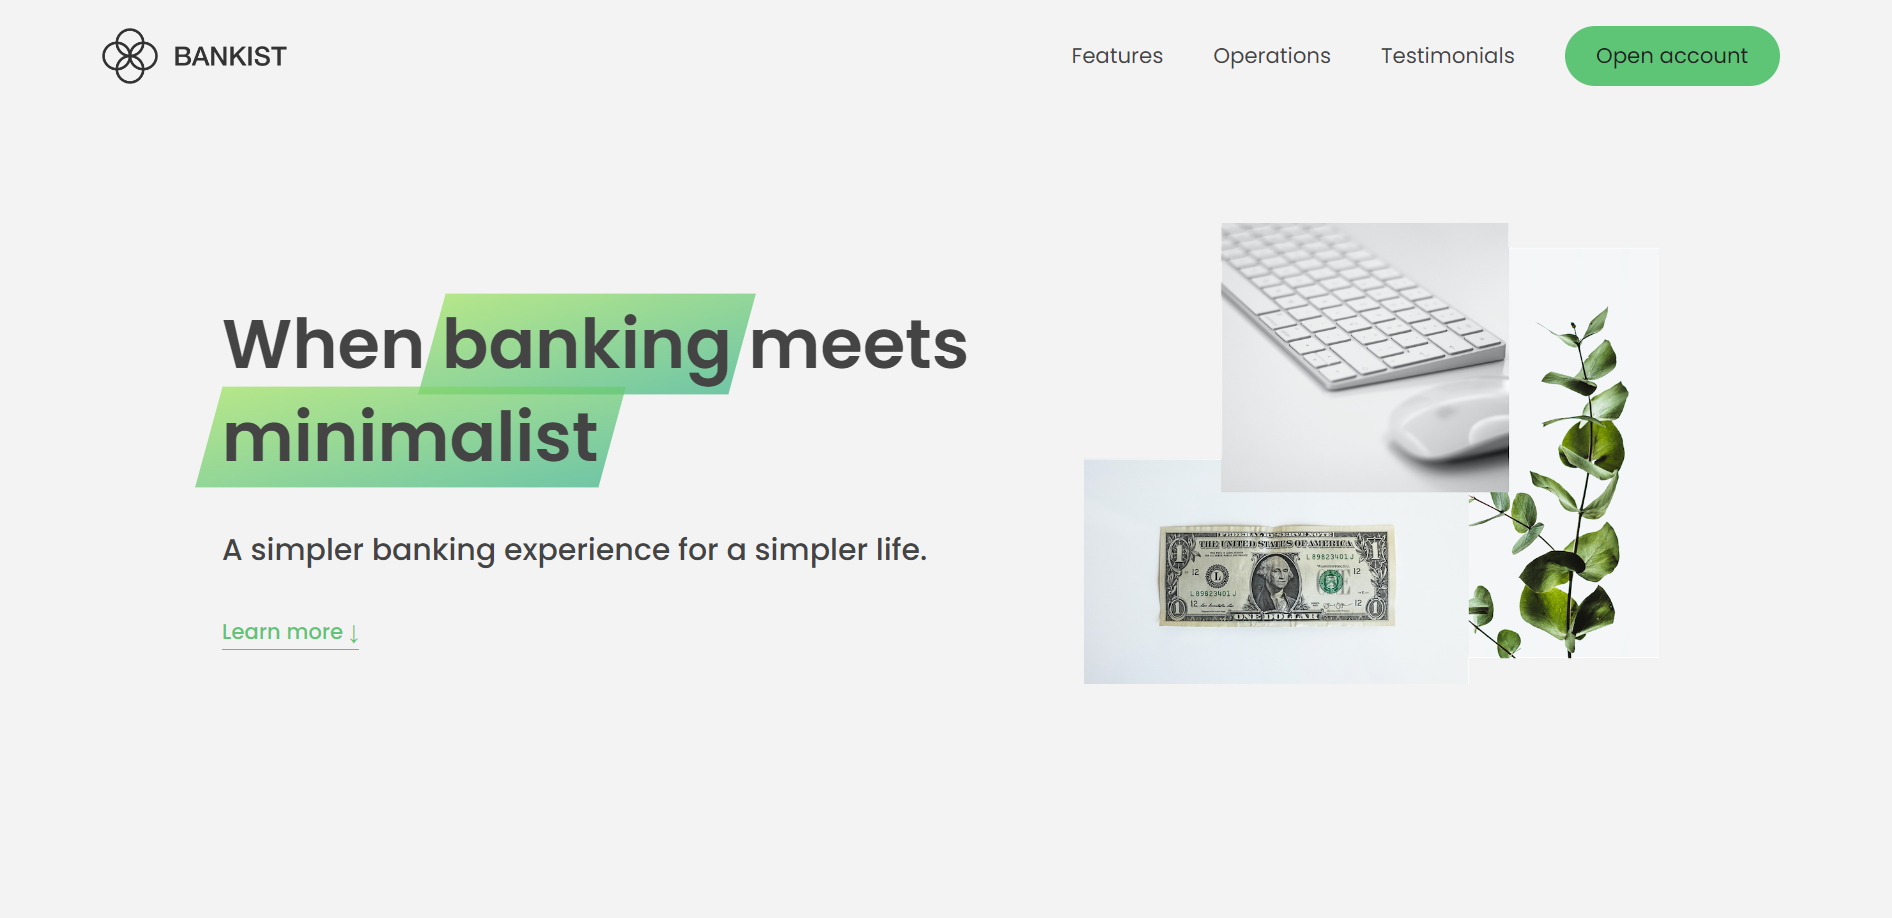 BANKIST
Features
Operations
Testimonials
Open account
When banking meets
minimalist
A simpler banking experience for a simpler life.
Learn more ↓
FEDERAL RESERVE NOTE
THE UNITED STATES OF AMERICA
L 89823401 J
12
L
12
L 89823401 J
12
12
ONE DOLLAR
1
1
1
1